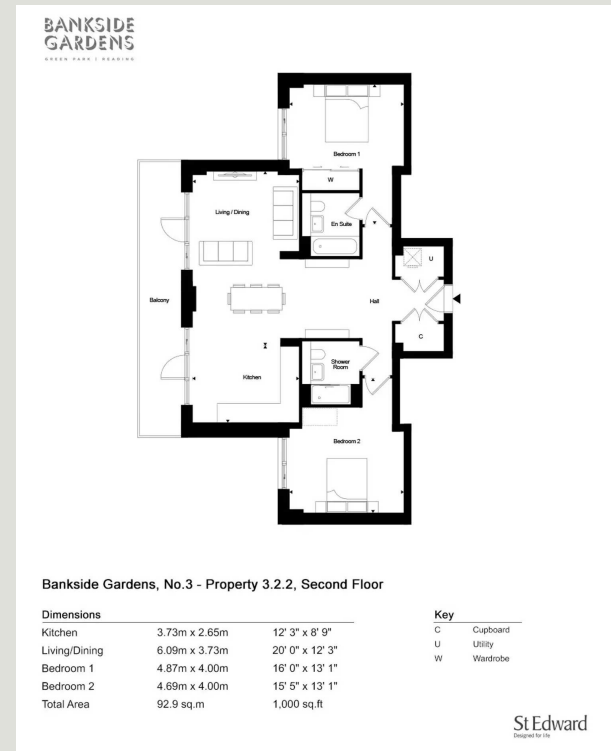 BANKSIDE
GARDENS
GREEN PARK | READING
Bedroom 1
W
Living / Dining
En Suite
U
Balcony
Hall
C
Shower
Room
Kitchen
Bedroom 2
Bankside Gardens, No.3 - Property 3.2.2, Second Floor
Dimensions
Kitchen 3.73m x 2.65m 12' 3" x 8' 9"
Living/Dining 6.09m x 3.73m 20' 0" x 12' 3"
Bedroom 1 4.87m x 4.00m 16' 0" x 13' 1"
Bedroom 2 4.69m x 4.00m 15' 5" x 13' 1"
Total Area 92.9 sq.m 1,000 sq.ft
Key
C Cupboard
U Utility
W Wardrobe
St Edward
Designed for life